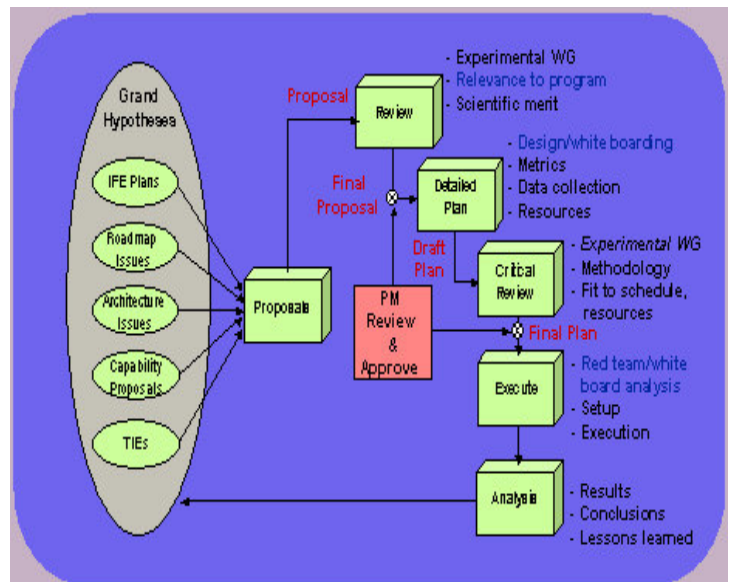 Grand
Hypotheses
IFE Plans
Roadmap
Issues
Architecture
Issues
Capability
Proposals
TIEs
Proposals
Proposal
Review
- Experimental WG
- Relevance to program
- Scientific merit
Final
Proposal
Detailed
Plan
- Design/white boarding
- Metrics
- Data collection
- Resources
Draft
Plan
Critical
Review
- Experimental WG
- Methodology
- Fit to schedule,
resources
PM
Review
&
Approve
Final Plan
Execute
- Red team/white
board analysis
- Setup
- Execution
Analysis
- Results
- Conclusions
- Lessons learned